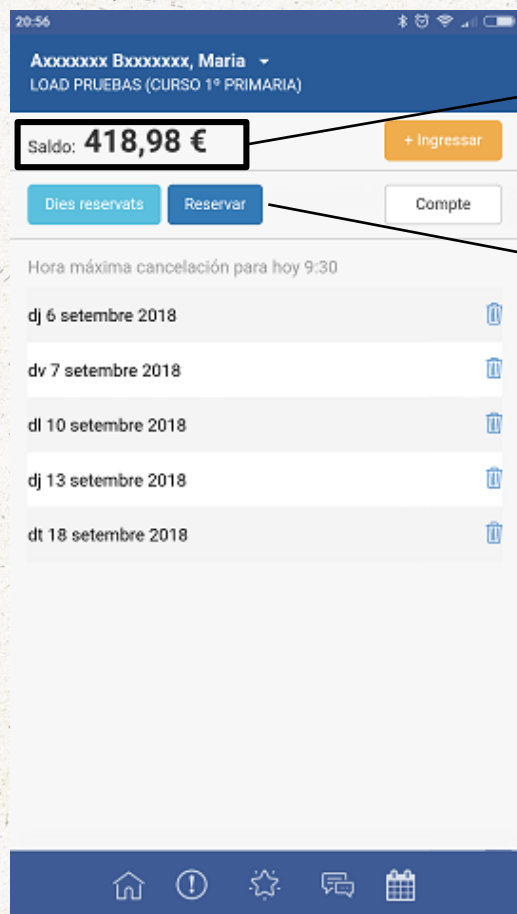 20:56
Axxxxxxx Bxxxxxxx, Maria
LOAD PRUEBAS (CURSO 1º PRIMARIA)
Saldo: 418,98 €
+ Ingressar
Dies reservats
Reservar
Compte
Hora máxima cancelación para hoy 9:30
dj 6 setembre 2018
dv 7 setembre 2018
dl 10 setembre 2018
dj 13 setembre 2018
dt 18 setembre 2018